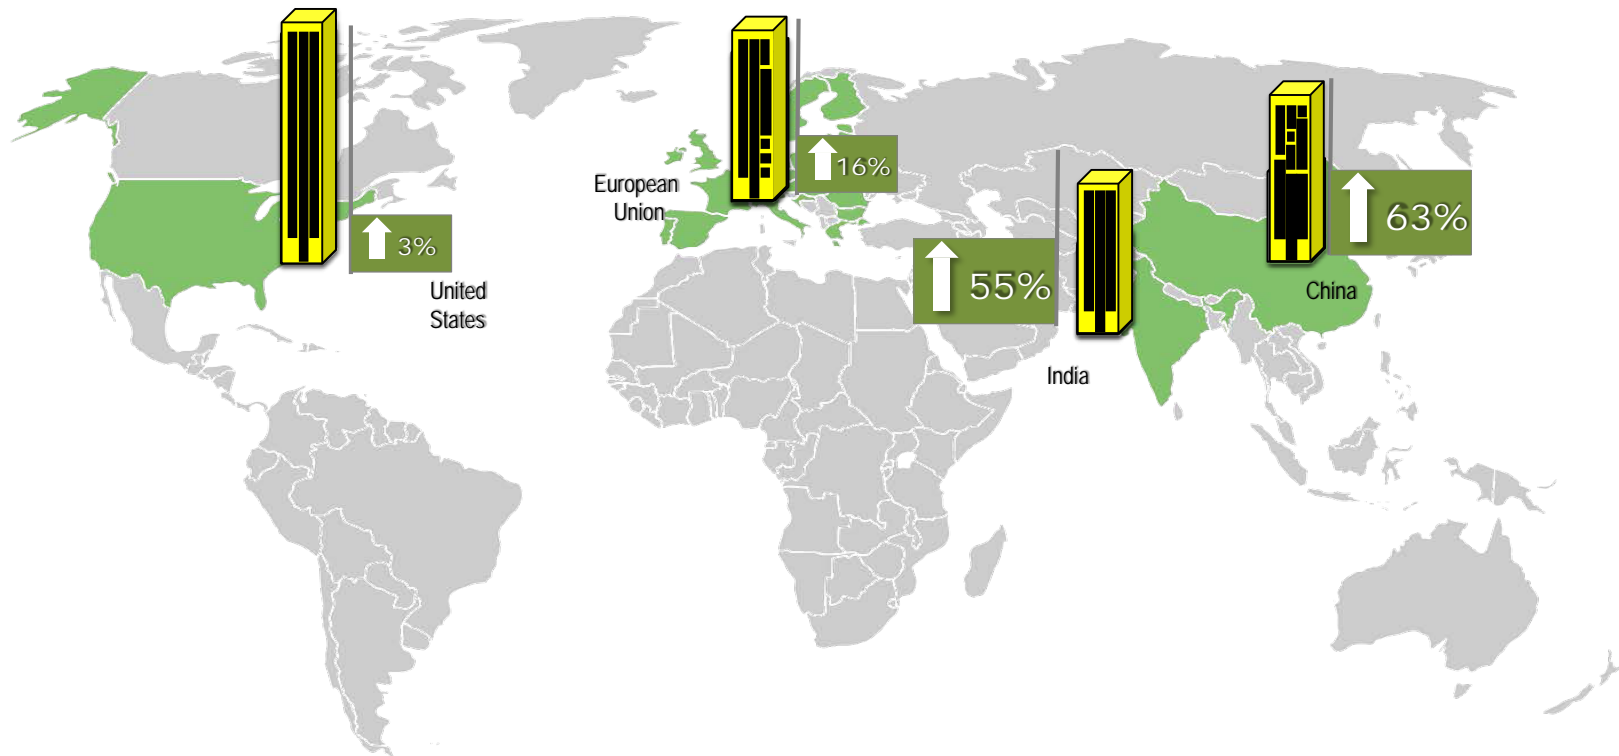 3%
United
States
European
Union
16%
55%
India
63%
China